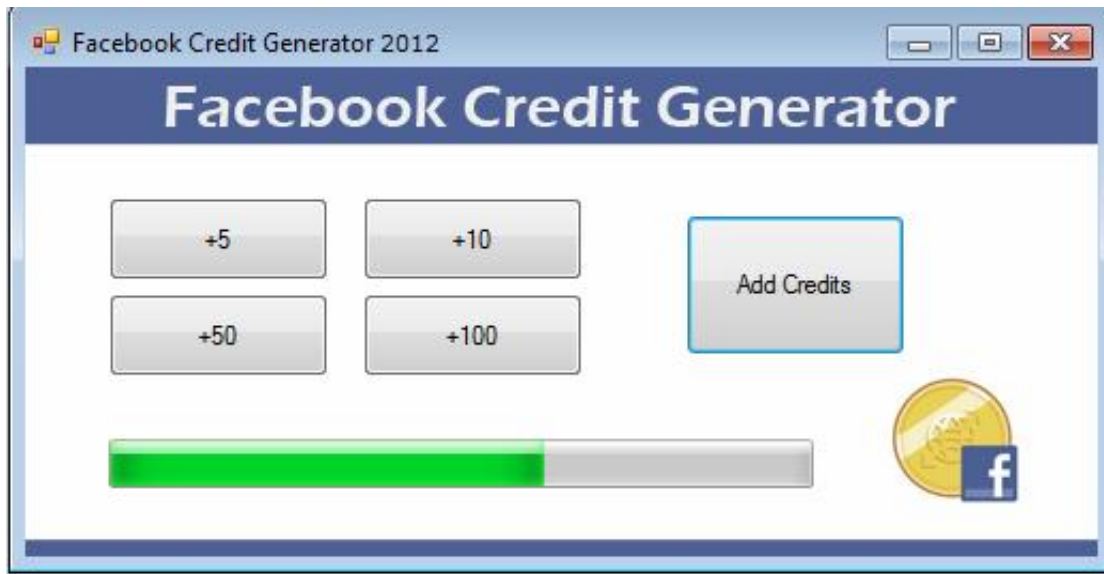 Facebook Credit Generator 2012
Facebook Credit Generator
+5
+10
+50
+100
Add Credits
f